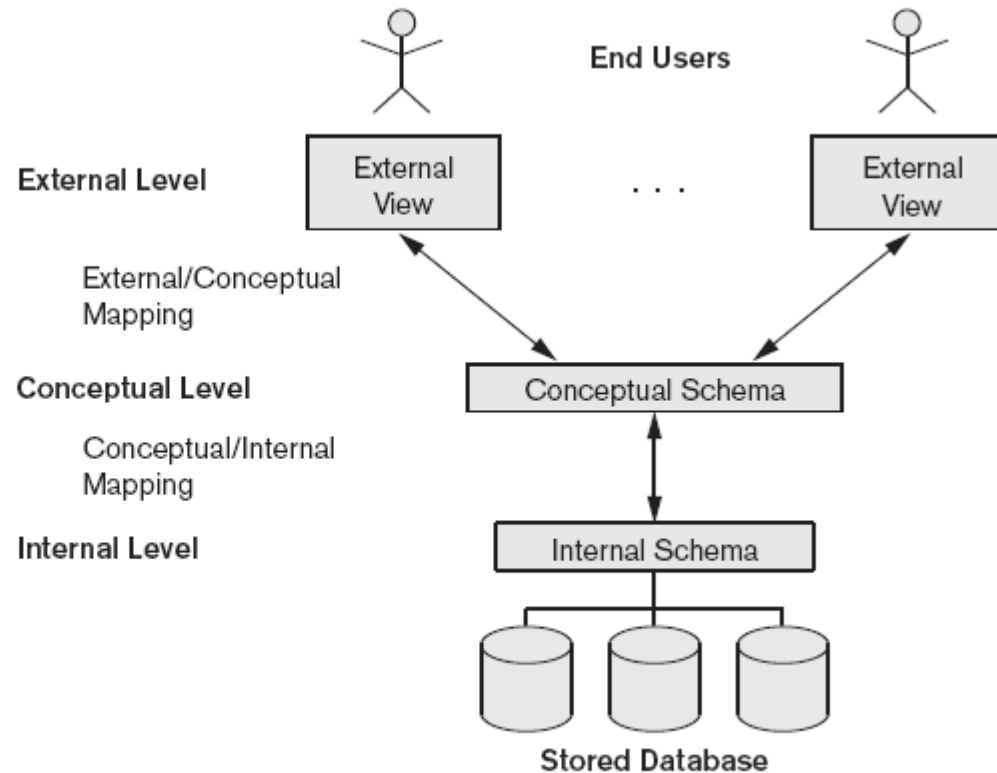 End Users
External Level
External
View
. . .
External
View
External/Conceptual
Mapping
Conceptual Level
Conceptual Schema
Conceptual/Internal
Mapping
Internal Level
Internal Schema
Stored Database